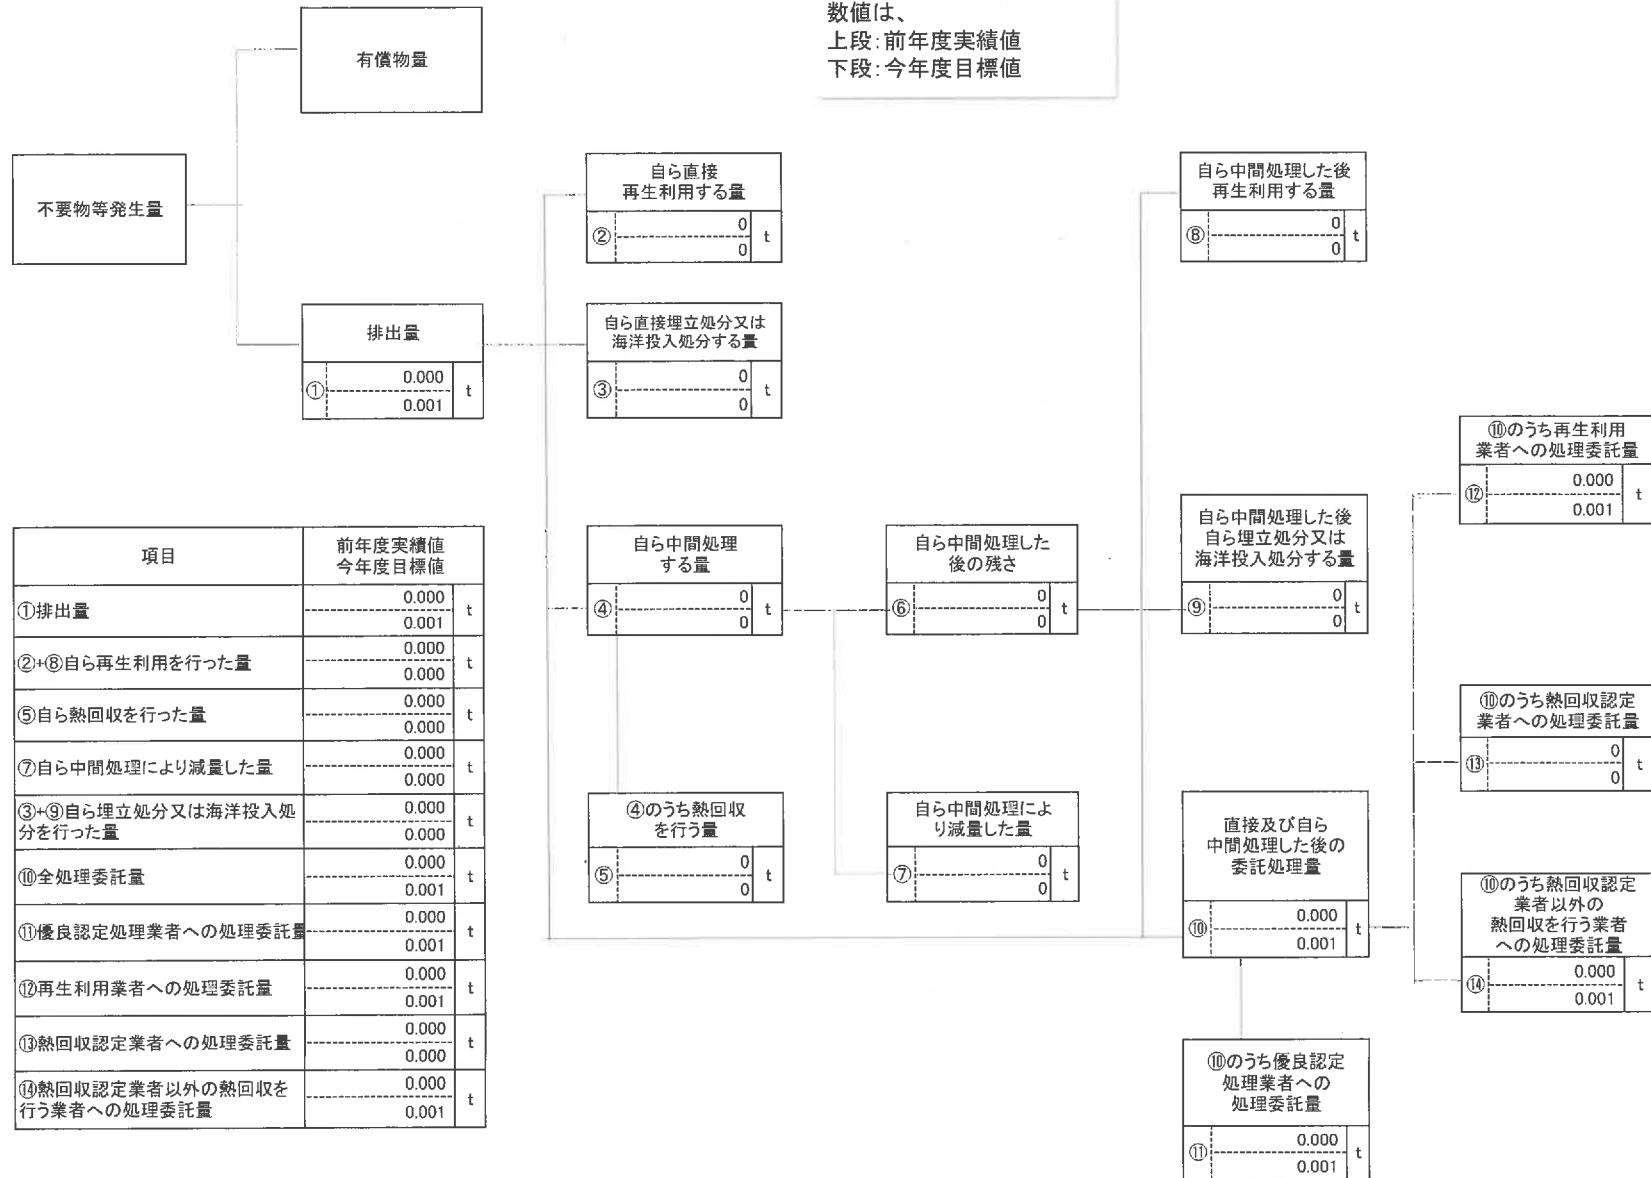 数値は、
上段:前年度実績値
下段:今年度目標値
有償物量
不要物等発生量
排出量
① 0.000 t
0.001
自ら直接
再生利用する量
② 0 t
0
自ら直接埋立処分又は
海洋投入処分する量
③ 0 t
0
自ら中間処理
する量
④ 0 t
0
④のうち熱回収
を行う量
⑤ 0 t
0
自ら中間処理した
後の残さ
⑥ 0 t
0
自ら中間処理によ
り減量した量
⑦ 0 t
0
自ら中間処理した後
再生利用する量
⑧ 0 t
0
自ら中間処理した後
自ら埋立処分又は
海洋投入処分する量
⑨ 0 t
0
直接及び自ら
中間処理した後の
委託処理量
⑩ 0.000 t
0.001
⑩のうち優良認定
処理業者への
処理委託量
⑪ 0.000 t
0.001
⑩のうち再生利用
業者への処理委託量
⑫ 0.000 t
0.001
⑩のうち熱回収認定
業者への処理委託量
⑬ 0 t
0
⑩のうち熱回収認定
業者以外の
熱回収を行う業者
への処理委託量
⑭ 0.000 t
0.001
項目 前年度実績値
今年度目標値
①排出量 0.000 t
0.001
②+⑧自ら再生利用を行った量 0.000 t
0.000
⑤自ら熱回収を行った量 0.000 t
0.000
⑦自ら中間処理により減量した量 0.000 t
0.000
③+⑨自ら埋立処分又は海洋投入処 0.000 t
分を行った量 0.000
⑩全処理委託量 0.000 t
0.001
⑪優良認定処理業者への処理委託量 0.000 t
0.001
⑫再生利用業者への処理委託量 0.000 t
0.001
⑬熱回収認定業者への処理委託量 0.000 t
0.000
⑭熱回収認定業者以外の熱回収を 0.000 t
行う業者への処理委託量 0.001